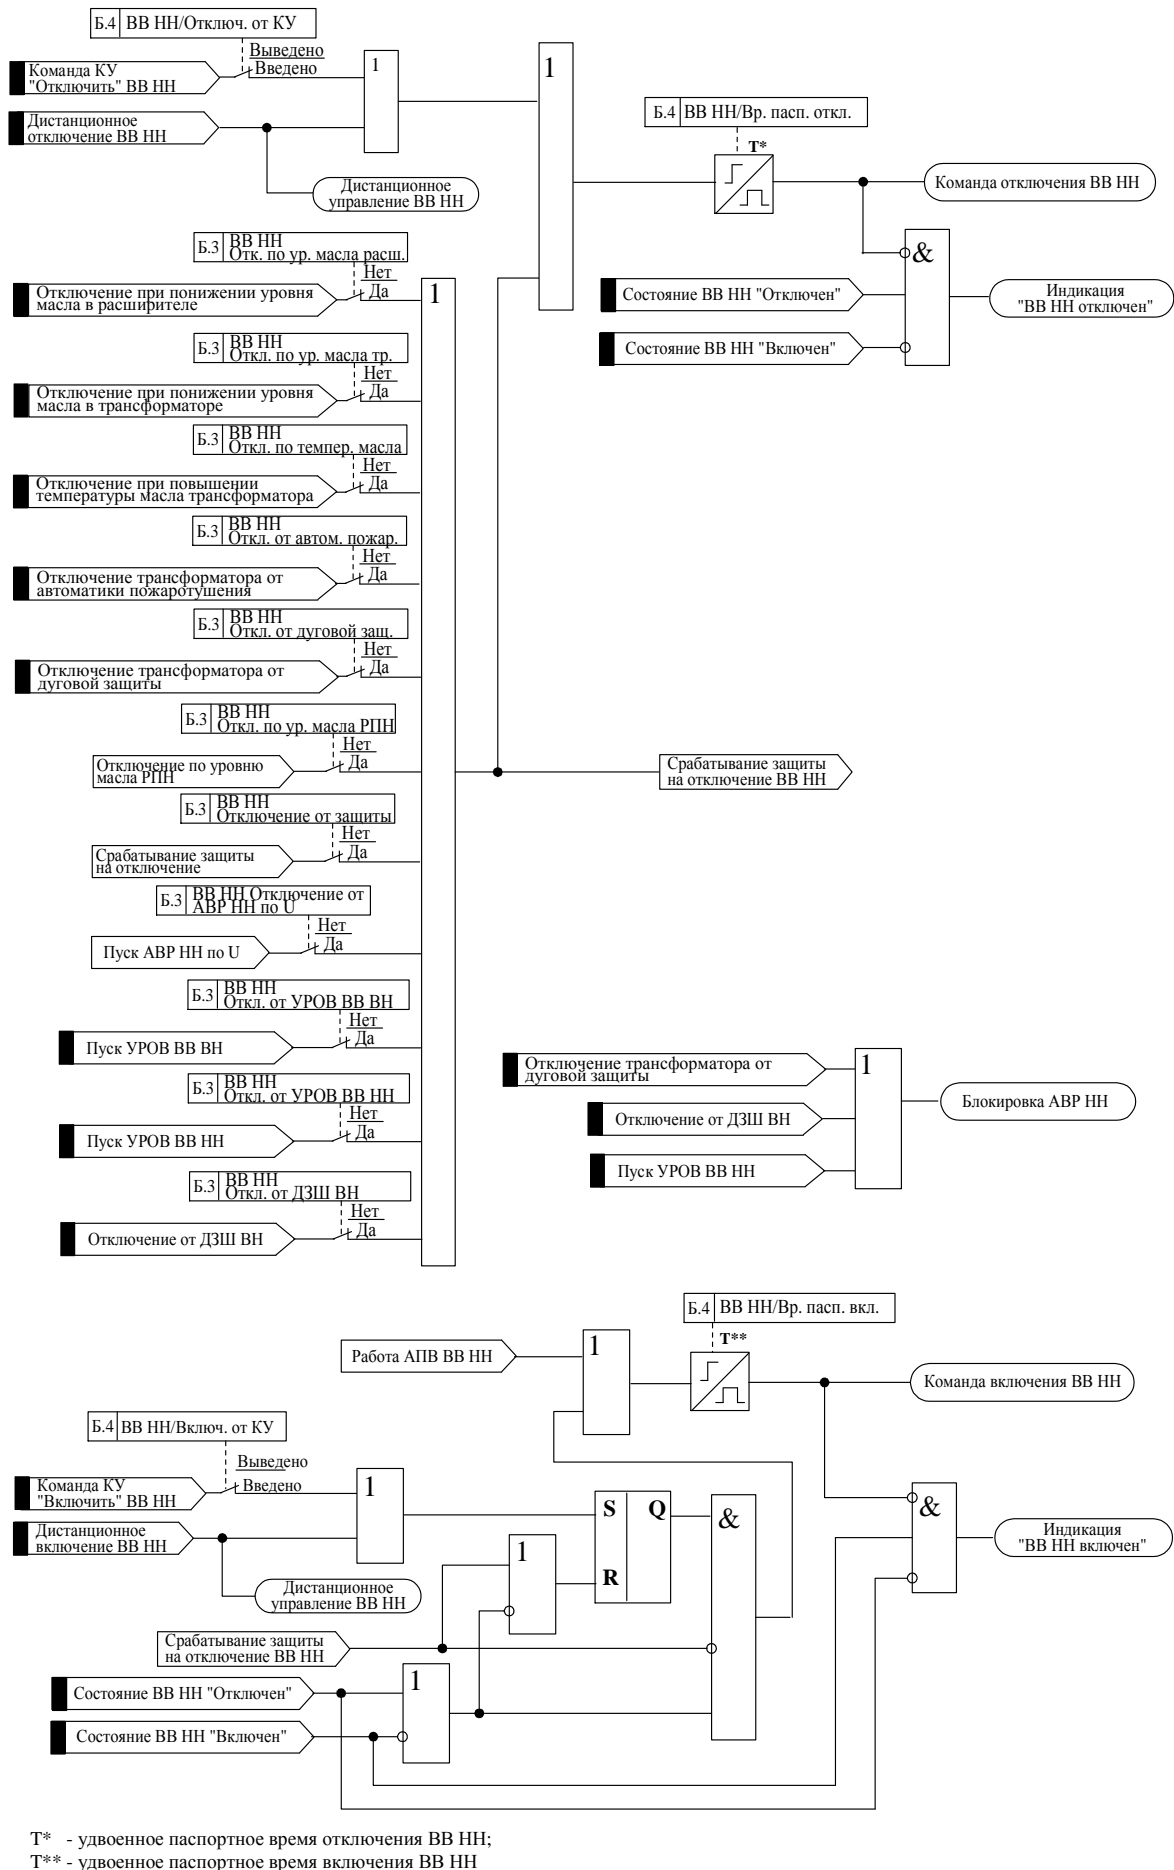 Б.4 ВВ НН/Отключ. от КУ
Выведено
Введено
Команда КУ
"Отключить" ВВ НН
1
1
Дистанционное
отключение ВВ НН
Дистанционное
управление ВВ НН
Б.4 ВВ НН/Вр. пасп. откл.
T*
Команда отключения ВВ НН
&
Состояние ВВ НН "Отключен"
Индикация
"ВВ НН отключен"
Состояние ВВ НН "Включен"
Б.3 ВВ НН
Отк. по ур. масла расш.
Нет
Да
1
Отключение при понижении уровня
масла в расширителе
Б.3 ВВ НН
Откл. по ур. масла тр.
Нет
Да
Отключение при понижении уровня
масла в трансформаторе
Б.3 ВВ НН
Откл. по темпер. масла
Нет
Да
Отключение при повышении
температуры масла трансформатора
Б.3 ВВ НН
Откл. от автом. пожар.
Нет
Да
Отключение трансформатора от
автоматики пожаротушения
Б.3 ВВ НН
Откл. от дуговой защ.
Нет
Да
Отключение трансформатора от
дуговой защиты
Б.3 ВВ НН
Откл. по ур. масла РПН
Нет
Да
Отключение по уровню
масла РПН
Срабатывание защиты
на отключение ВВ НН
Б.3 ВВ НН
Отключение от защиты
Нет
Да
Срабатывание защиты
на отключение
Б.3 ВВ НН Отключение от
АВР НН по U
Нет
Да
Пуск АВР НН по U
Б.3 ВВ НН
Откл. от УРОВ ВВ ВН
Нет
Да
Пуск УРОВ ВВ ВН
Б.3 ВВ НН
Откл. от УРОВ ВВ НН
Нет
Да
Пуск УРОВ ВВ НН
Б.3 ВВ НН
Откл. от ДЗШ ВН
Нет
Да
Отключение от ДЗШ ВН
Отключение трансформатора от
дуговой защиты
1
Отключение от ДЗШ ВН
Блокировка АВР НН
Пуск УРОВ ВВ НН
Б.4 ВВ НН/Вр. пасп. вкл.
T**
Работа АПВ ВВ НН
1
Команда включения ВВ НН
Б.4 ВВ НН/Включ. от КУ
Выведено
Введено
Команда КУ
"Включить" ВВ НН
1
Дистанционное
включение ВВ НН
Дистанционное
управление ВВ НН
S Q
R
1
&
&
Индикация
"ВВ НН включен"
Срабатывание защиты
на отключение ВВ НН
Состояние ВВ НН "Отключен"
1
Состояние ВВ НН "Включен"
T* - удвоенное паспортное время отключения ВВ НН;
T** - удвоенное паспортное время включения ВВ НН